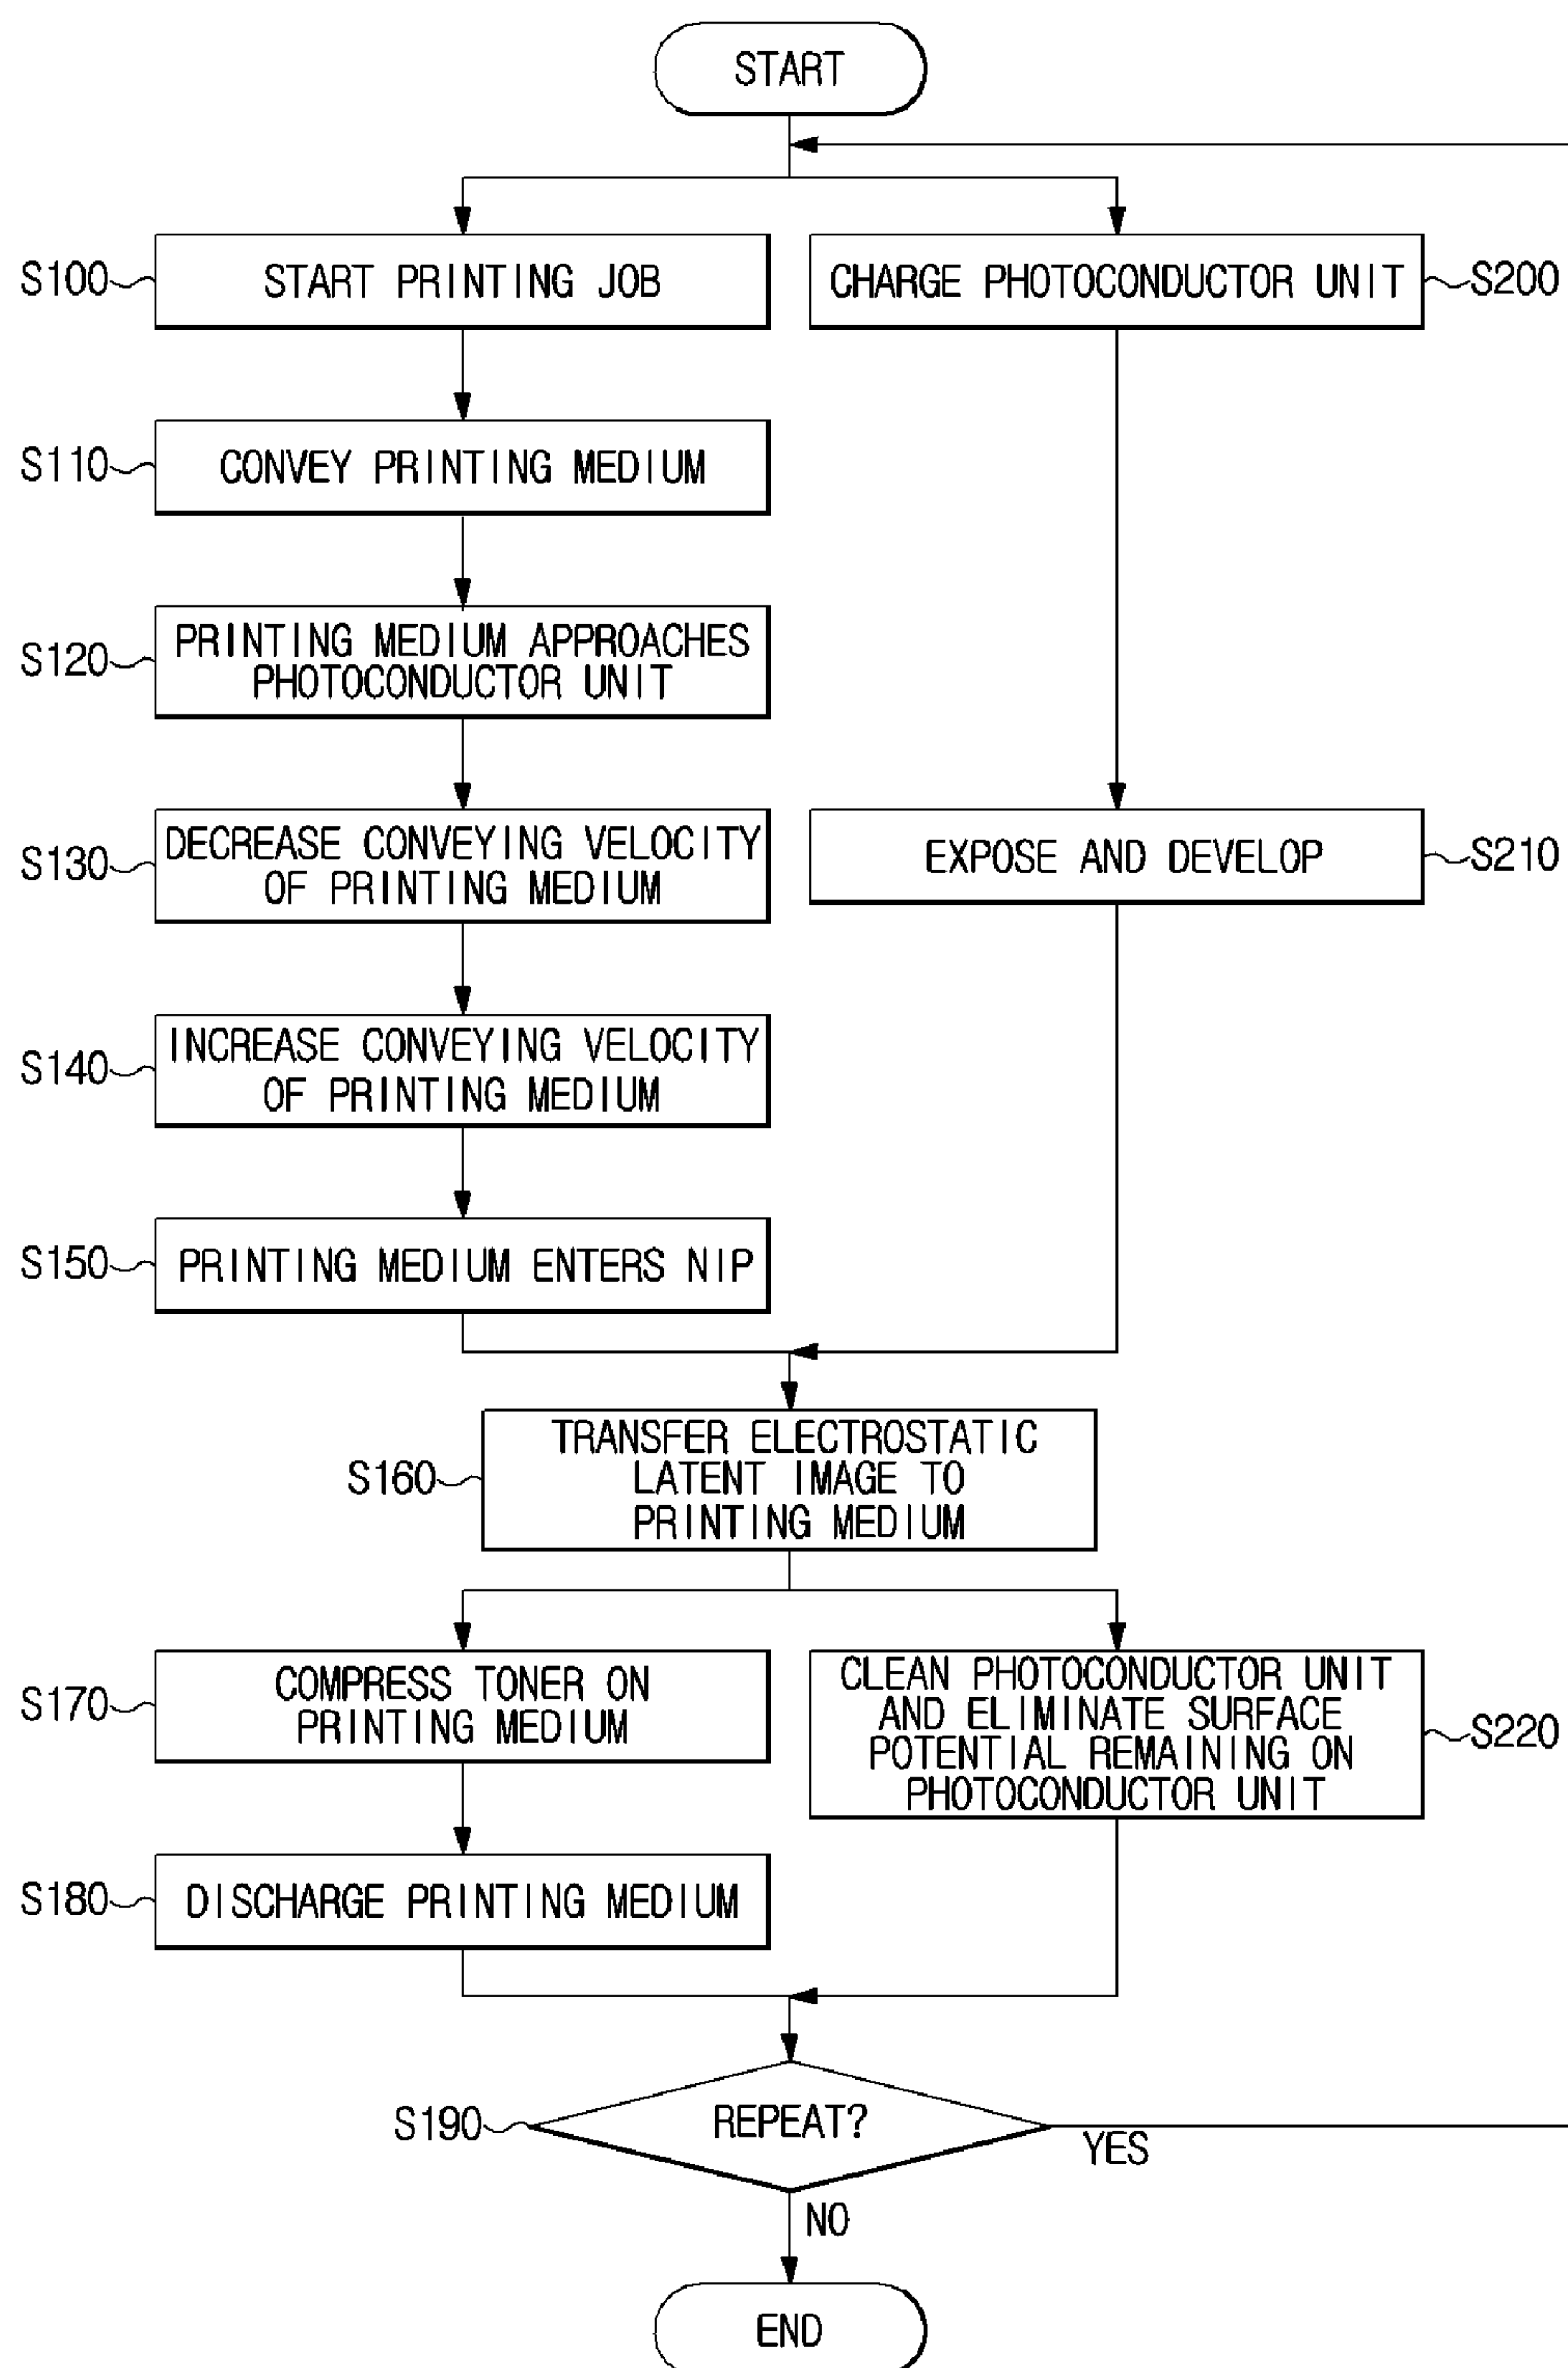 START
S100
START PRINTING JOB
CHARGE PHOTOCONDUCTOR UNIT
S200
S110
CONVEY PRINTING MEDIUM
S120
PRINTING MEDIUM APPROACHES
PHOTOCONDUCTOR UNIT
S130
DECREASE CONVEYING VELOCITY
OF PRINTING MEDIUM
EXPOSE AND DEVELOP
S210
S140
INCREASE CONVEYING VELOCITY
OF PRINTING MEDIUM
S150
PRINTING MEDIUM ENTERS NIP
S160
TRANSFER ELECTROSTATIC
LATENT IMAGE TO
PRINTING MEDIUM
S170
COMPRESS TONER ON
PRINTING MEDIUM
CLEAN PHOTOCONDUCTOR UNIT
AND ELIMINATE SURFACE
POTENTIAL REMAINING ON
PHOTOCONDUCTOR UNIT
S220
S180
DISCHARGE PRINTING MEDIUM
S190
REPEAT?
YES
NO
END